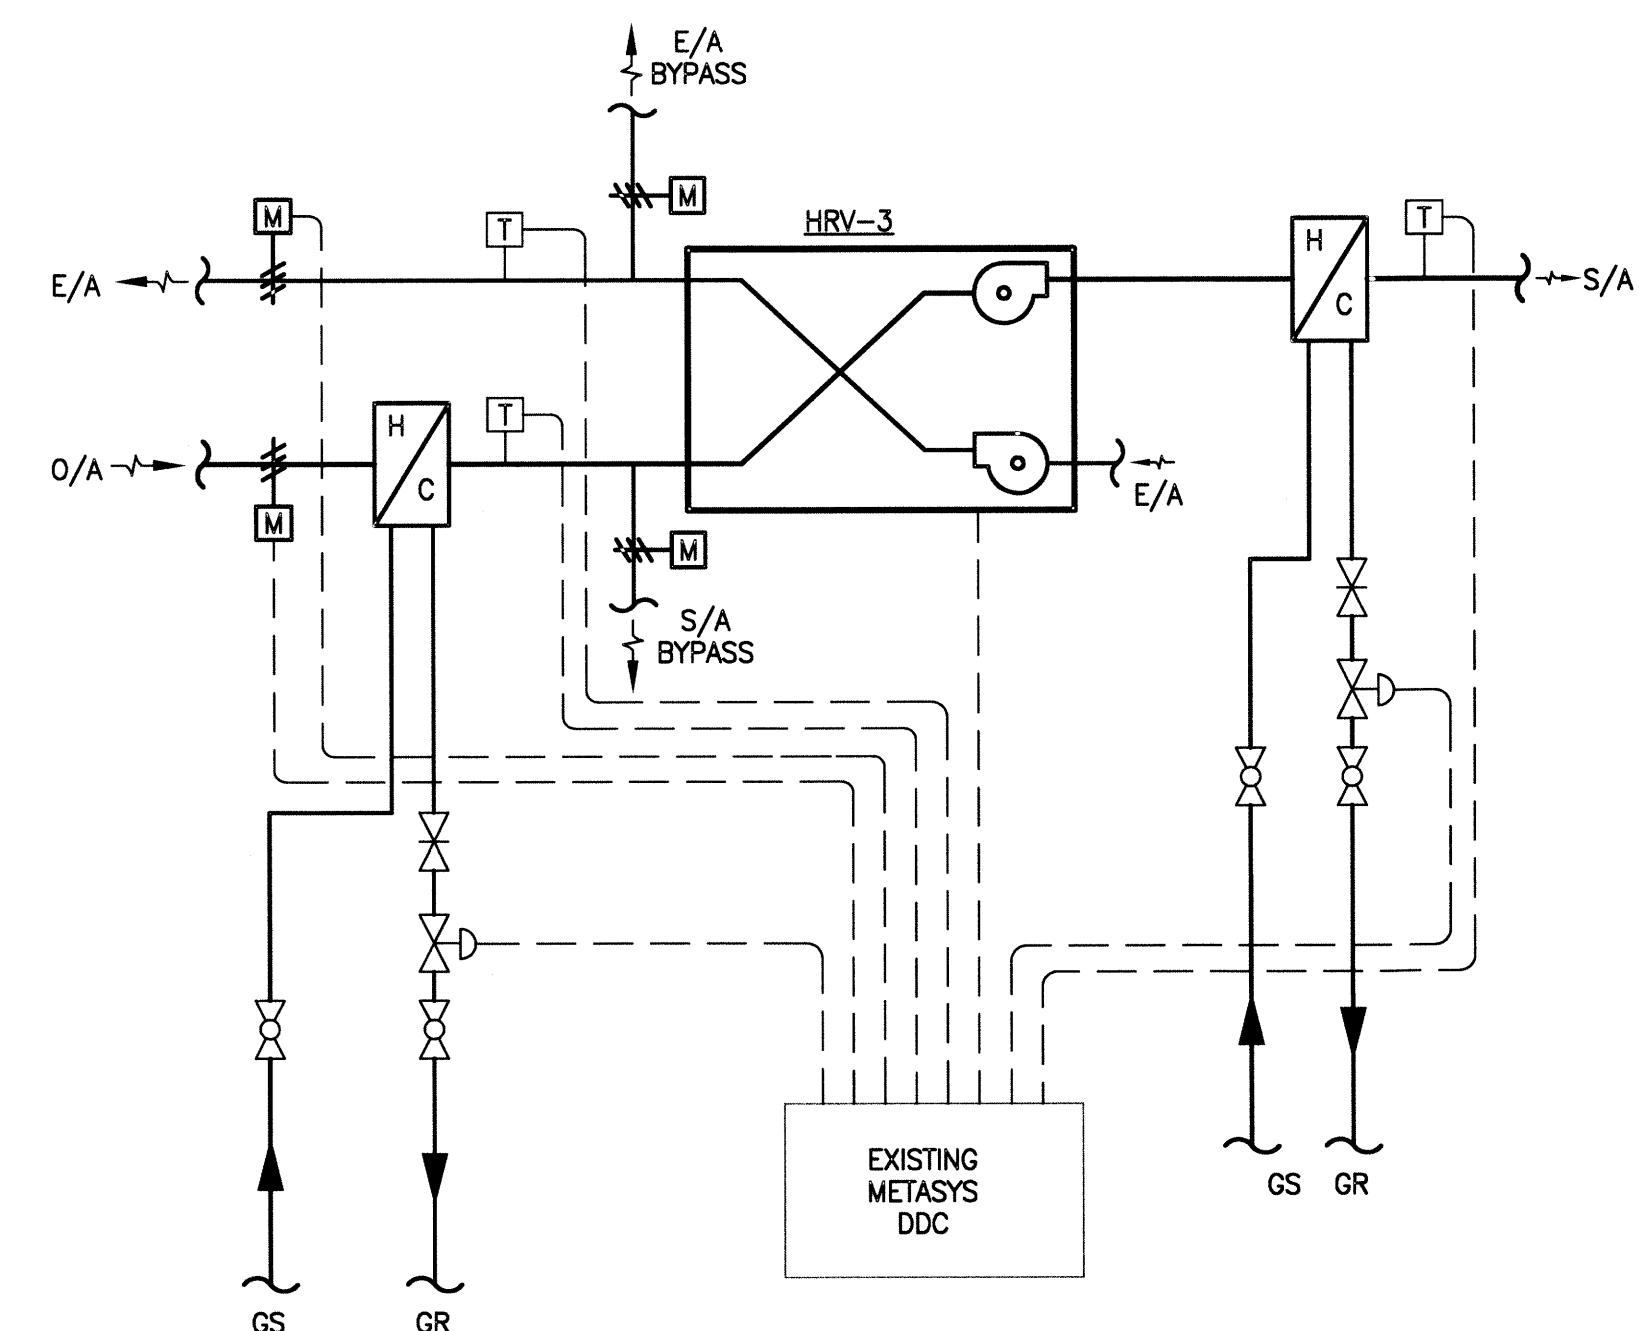 E/A
BYPASS
M
M
T
HRV-3
T
H
C
E/A
S/A
H
C
T
O/A
M
E/A
M
S/A
BYPASS
EXISTING
METASYS
DDC
GS
GR
GS
GR